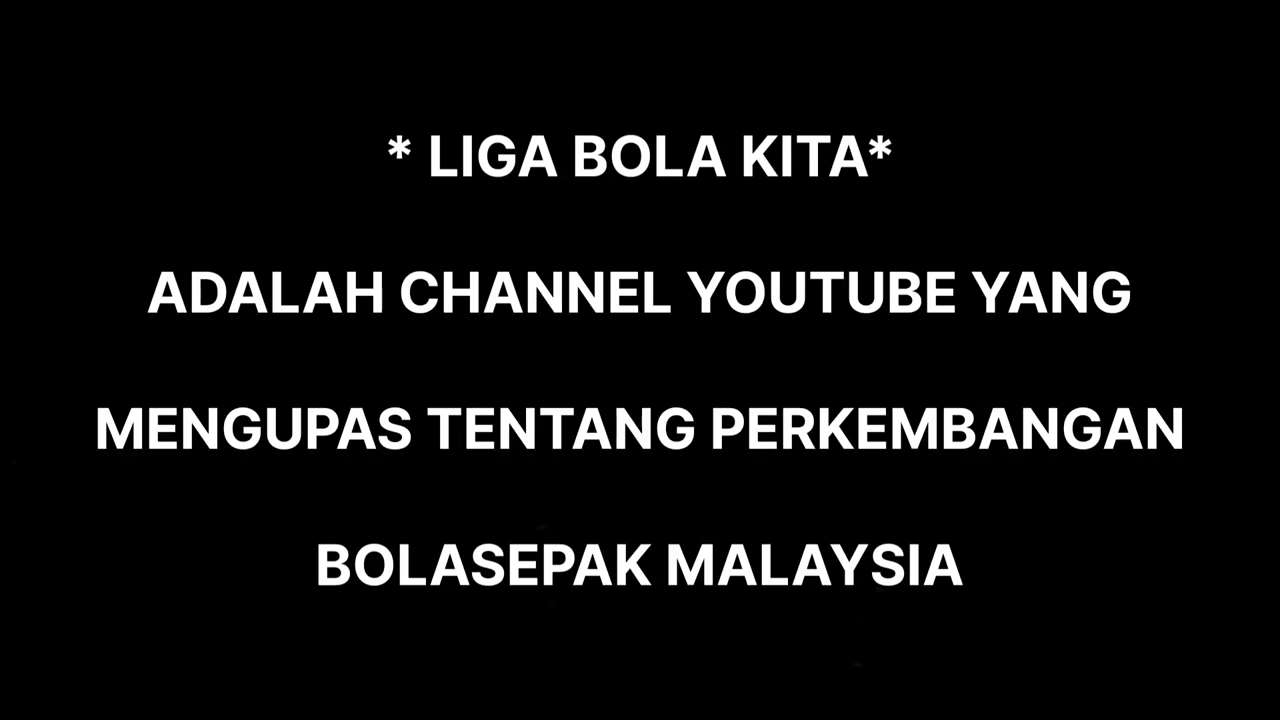 * LIGA BOLA KITA*
ADALAH CHANNEL YOUTUBE YANG
MENGUPAS TENTANG PERKEMBANGAN
BOLASEPAK MALAYSIA